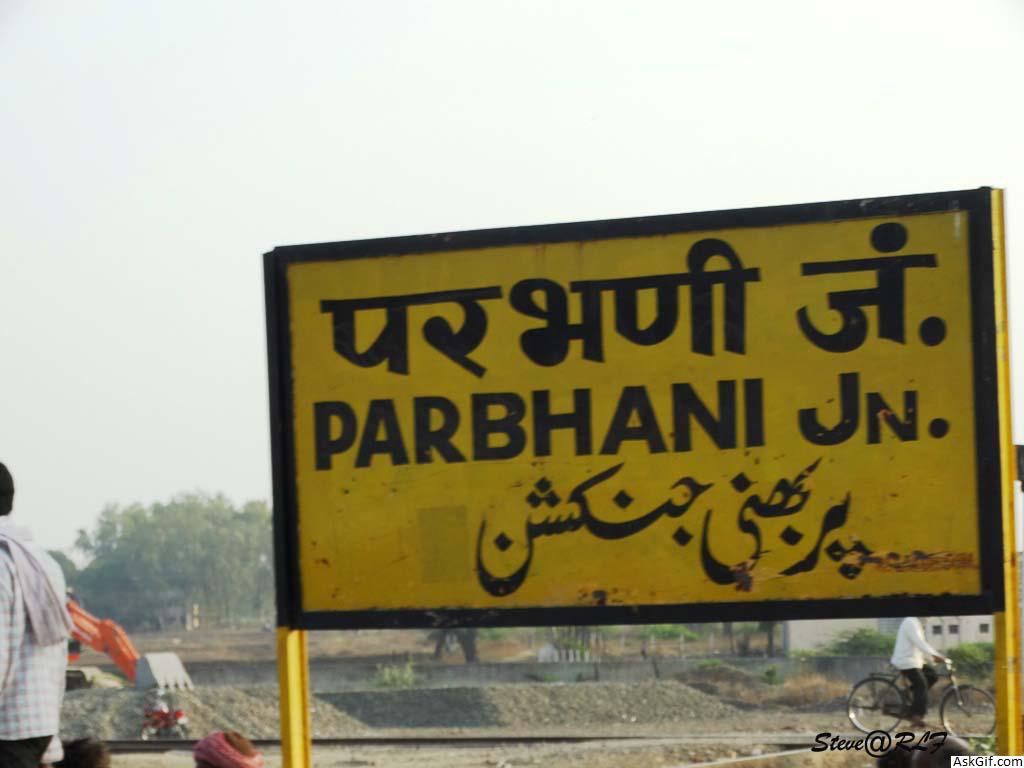 परभणी जं.
PARBHANI JN.
پربھنی جنکشن
Steve@RLF
AskGif.com